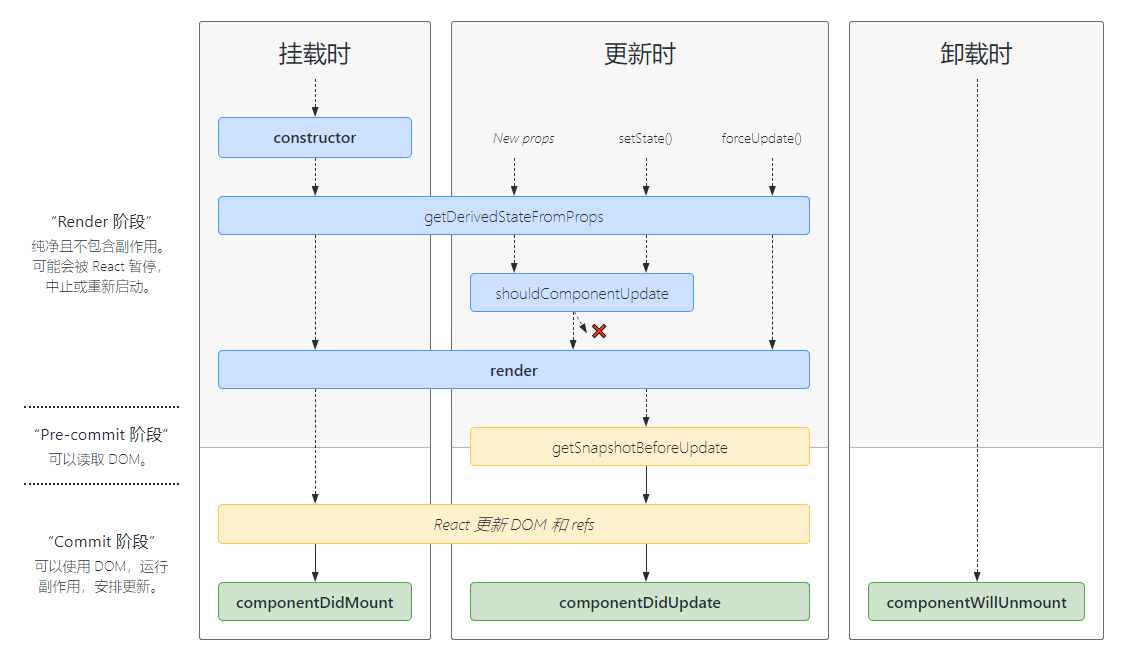 挂载时
更新时
卸载时
constructor
New props
setState()
forceUpdate()
getDerivedStateFromProps
“Render 阶段”
纯净且不包含副作用。
可能会被 React 暂停，
中止或重新启动。
shouldComponentUpdate
render
“Pre-commit 阶段”
可以读取 DOM。
getSnapshotBeforeUpdate
React 更新 DOM 和 refs
“Commit 阶段”
可以使用 DOM，运行
副作用，安排更新。
componentDidMount
componentDidUpdate
componentWillUnmount